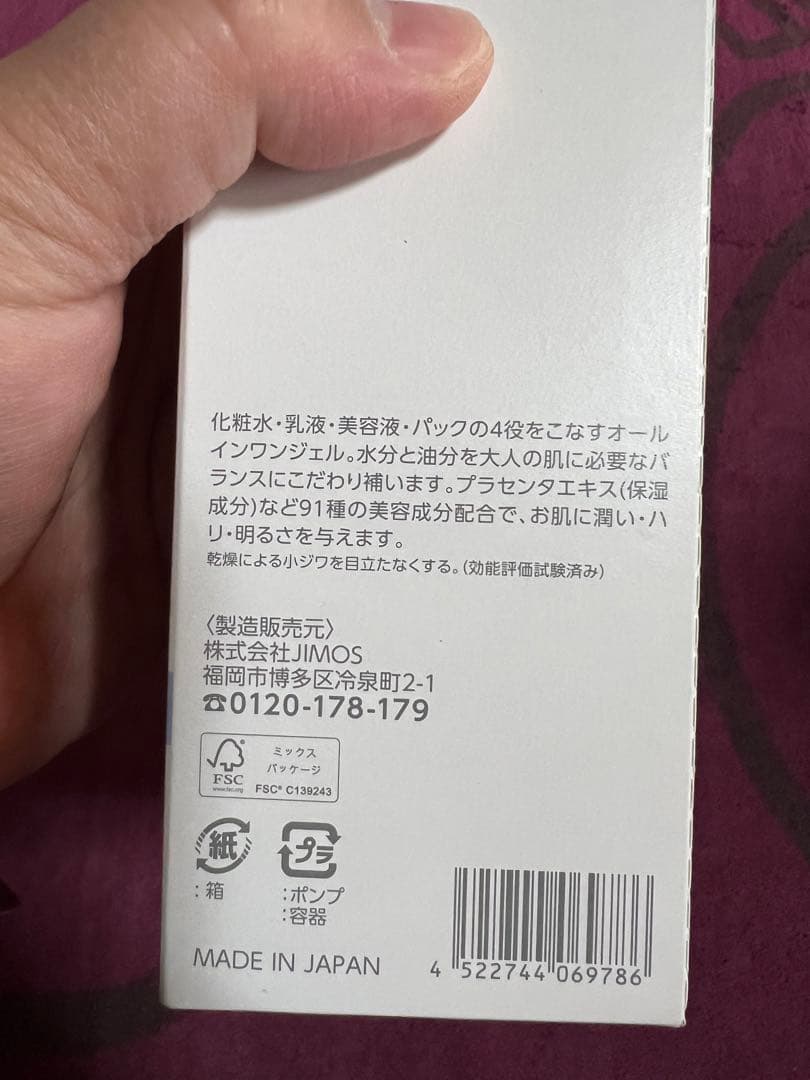 化粧水・乳液・美容液・パックの4役をこなすオール
インワンジェル。水分と油分を大人の肌に必要なバ
ランスにこだわり補います。プラセンタエキス(保湿
成分)など91種の美容成分配合で、お肌に潤い・ハ
リ・明るさを与えます。
乾燥による小ジワを目立たなくする。(効能評価試験済み)
〈製造販売元〉
株式会社JIMOS
福岡市博多区冷泉町2-1
☎0120-178-179
FSC
www.fsc.org
ミックス
パッケージ
FSC® C139243
紙
:箱
プラ
:ポンプ
:容器
MADE IN JAPAN
4 522744 069786